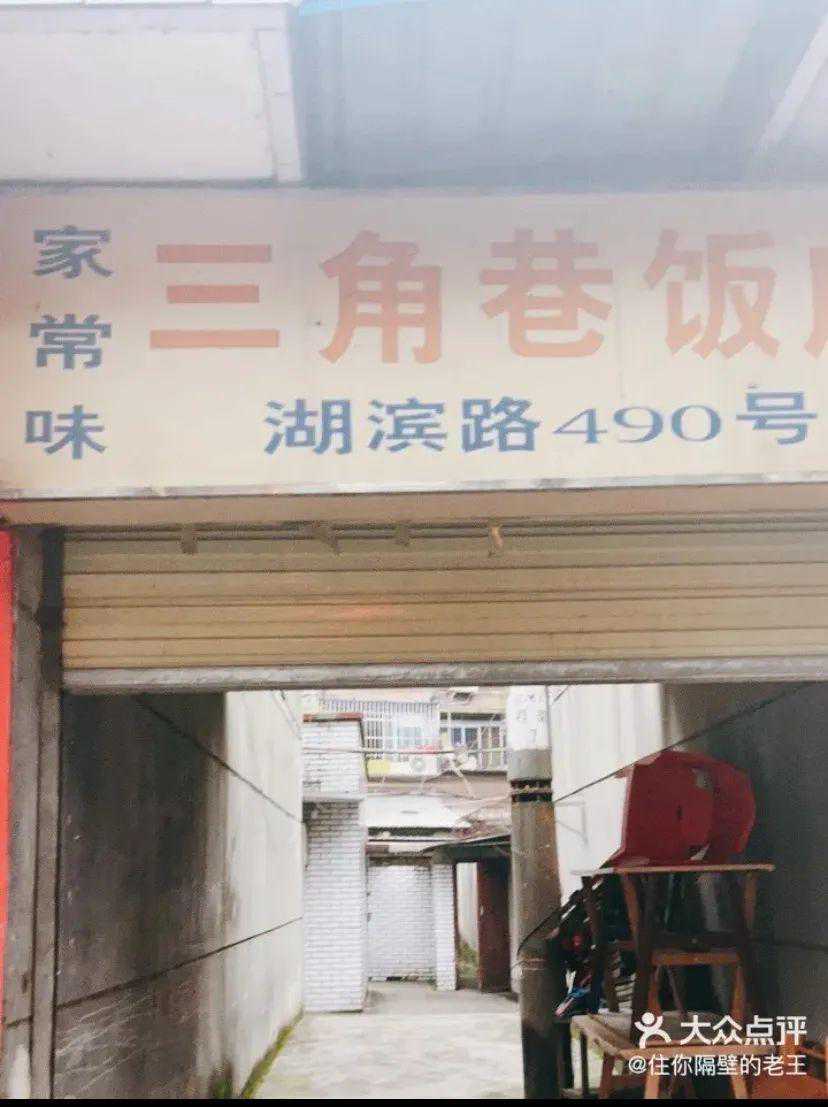 家常味
三角巷饭
湖滨路490号
大众点评
@住你隔壁的老王